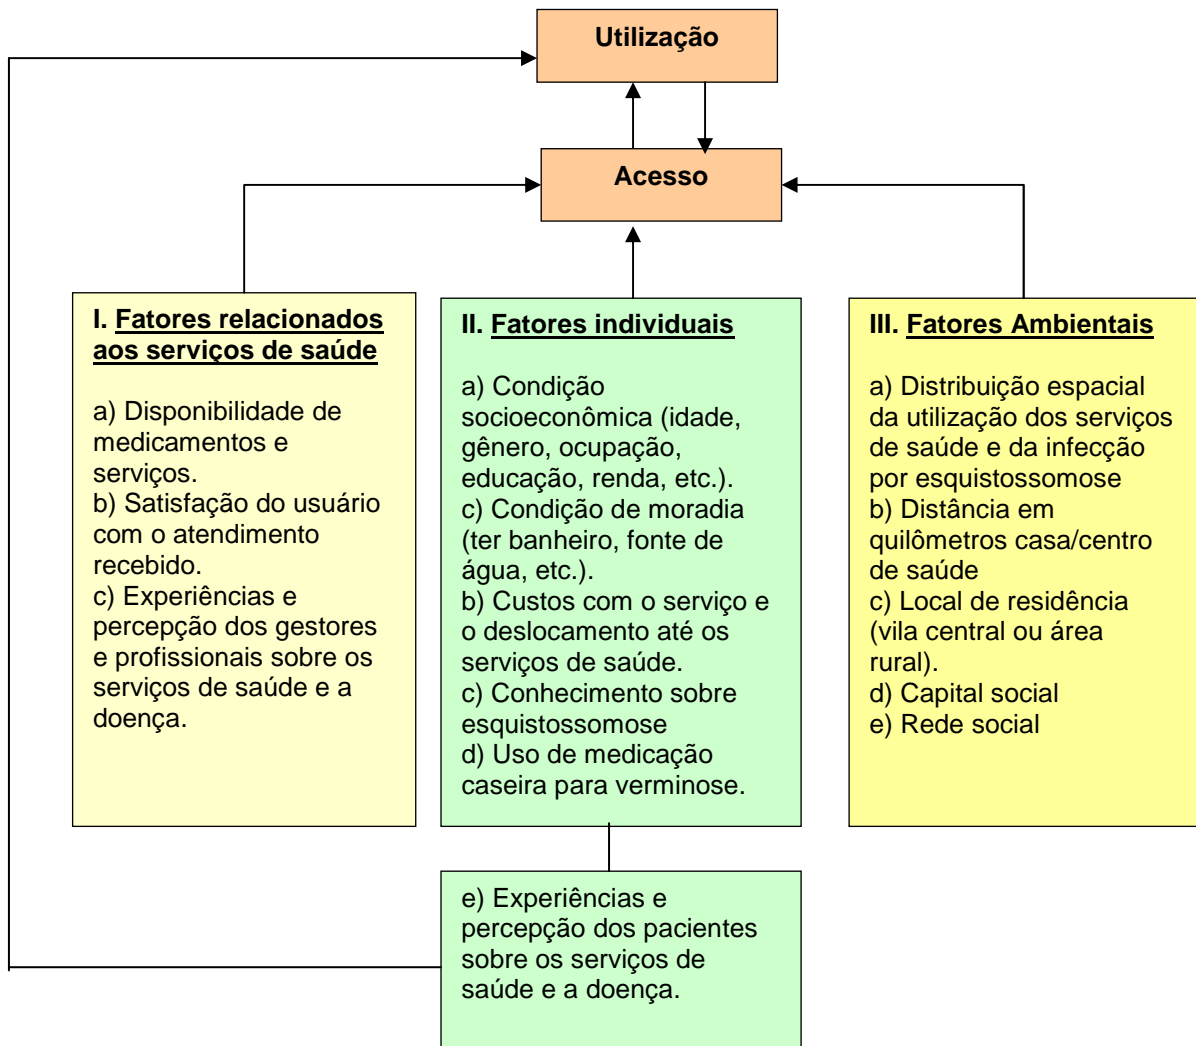 Utilização
Acesso
I. Fatores relacionados
aos serviços de saúde
a) Disponibilidade de
medicamentos e
serviços.
b) Satisfação do usuário
com o atendimento
recebido.
c) Experiências e
percepção dos gestores
e profissionais sobre os
serviços de saúde e a
doença.
II. Fatores individuais
a) Condição
socioeconômica (idade,
gênero, ocupação,
educação, renda, etc.).
c) Condição de moradia
(ter banheiro, fonte de
água, etc.).
b) Custos com o serviço e
o deslocamento até os
serviços de saúde.
c) Conhecimento sobre
esquistossomose
d) Uso de medicação
caseira para verminose.
III. Fatores Ambientais
a) Distribuição espacial
da utilização dos serviços
de saúde e da infecção
por esquistossomose
b) Distância em
quilômetros casa/centro
de saúde
c) Local de residência
(vila central ou área
rural).
d) Capital social
e) Rede social
e) Experiências e
percepção dos pacientes
sobre os serviços de
saúde e a doença.